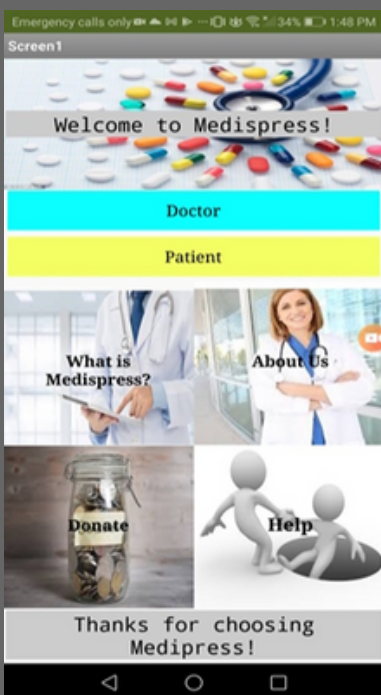 Emergency calls only 34% 1:48 PM
Screen1
Welcome to Medispress!
Doctor
Patient
What is
Medispress?
About Us
Donate
Help
Thanks for choosing
Medipress!